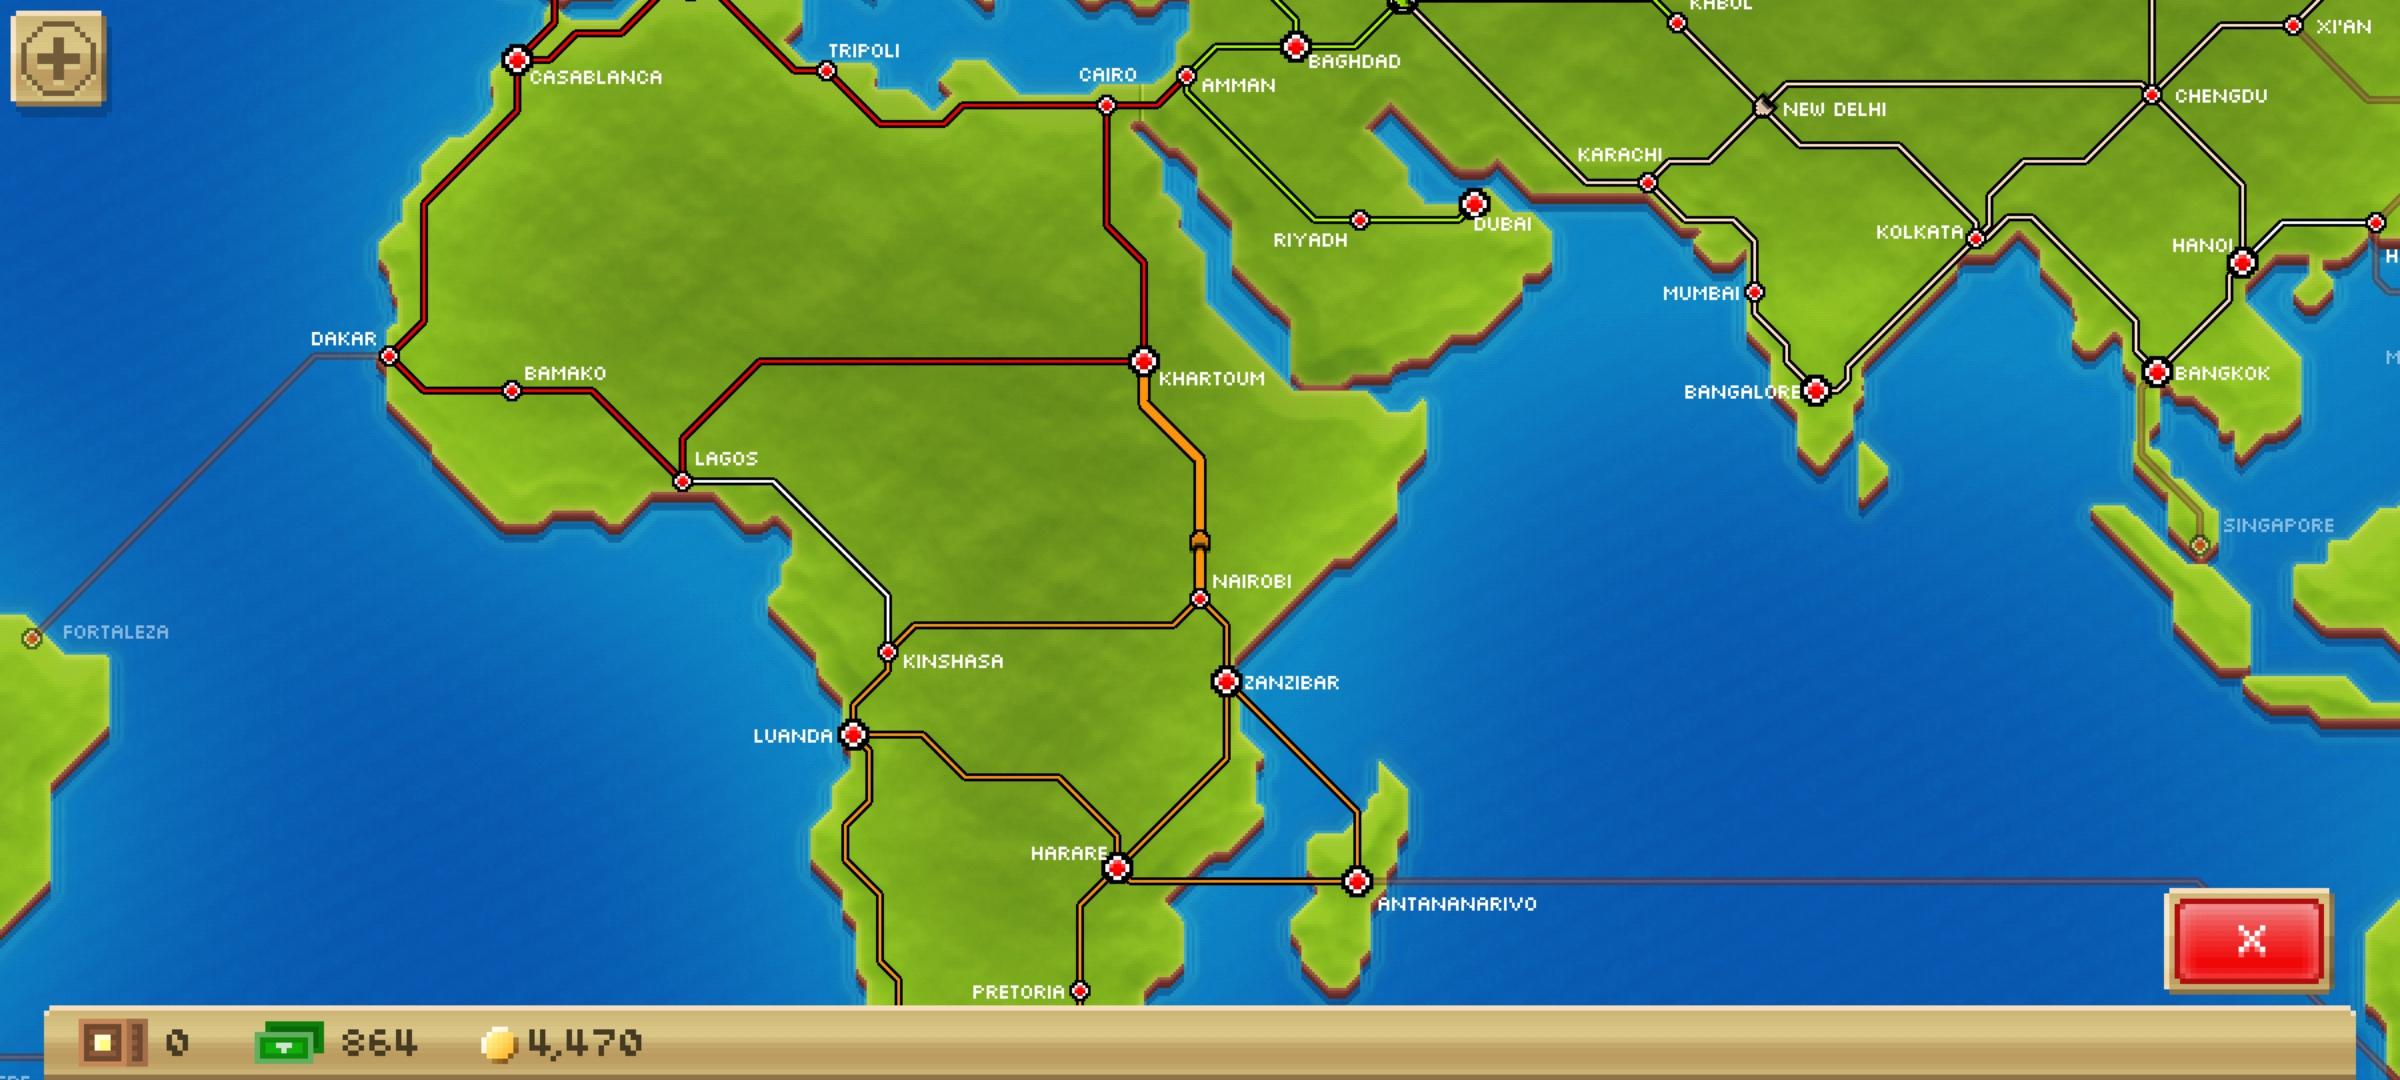 KABUL
XI'AN
TRIPOLI
CASABLANCA
CAIRO
BAGHDAD
AMMAN
CHENGDU
NEW DELHI
KARACHI
DUBAI
RIYADH
KOLKATA
HANOI
H
MUMBAI
DAKAR
BAMAKO
KHARTOUM
BANGALORE
BANGKOK
M
LAGOS
SINGAPORE
NAIROBI
FORTALEZA
KINSHASA
ZANZIBAR
LUANDA
HARARE
ANTANANARIVO
X
PRETORIA
0
864
4,470